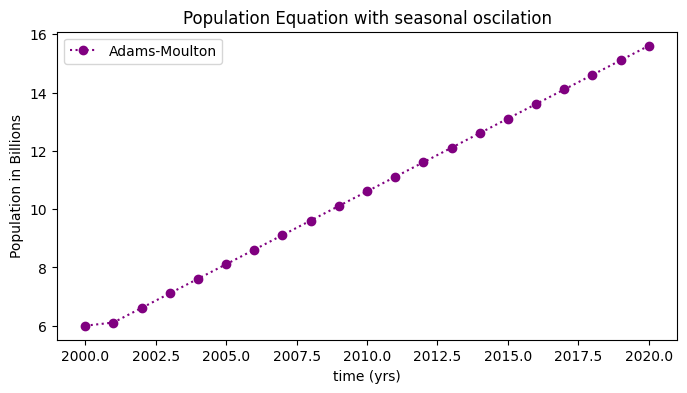 Population Equation with seasonal oscilation
Adams-Moulton
Population in Billions
16
14
12
10
8
6
2000.0 2002.5 2005.0 2007.5 2010.0 2012.5 2015.0 2017.5 2020.0
time (yrs)